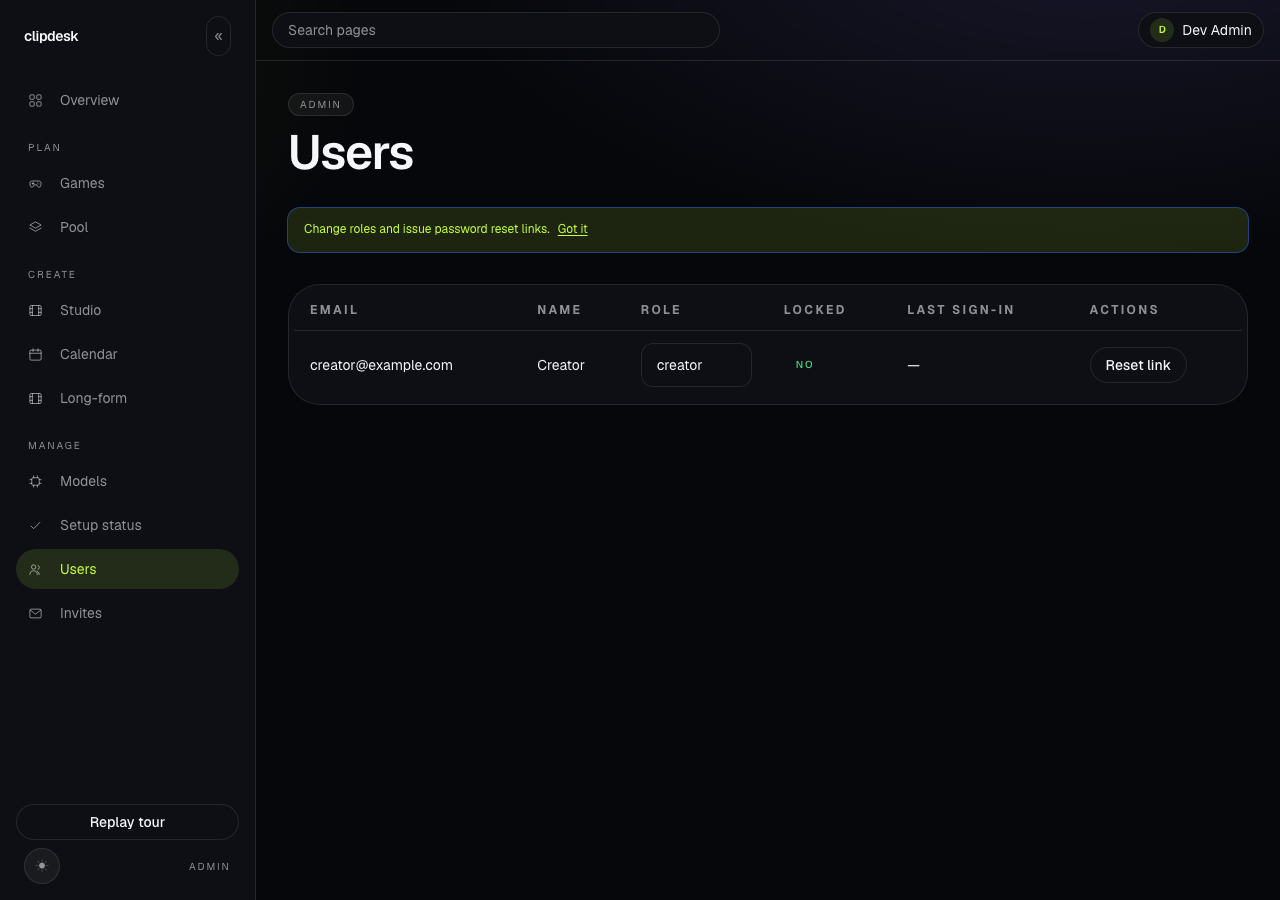 clipdesk
«
Search pages
D
Dev Admin
Overview
PLAN
Games
Pool
CREATE
Studio
Calendar
Long-form
MANAGE
Models
Setup status
Users
Invites
Replay tour
ADMIN
ADMIN
Users
Change roles and issue password reset links. Got it
EMAIL NAME ROLE LOCKED LAST SIGN-IN ACTIONS
creator@example.com Creator creator NO — Reset link